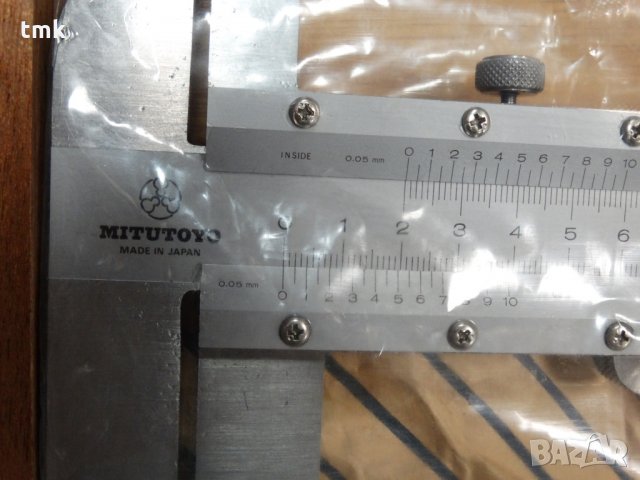 tmk.
INSIDE 0.05 mm 0 1 2 3 4 5 6 7 8 9 10
0 1 2 3 4 5 6
MITUTOYO
MADE IN JAPAN
0.05 mm 0 2 3 4 5 6 7 8 9 10
BAZAR